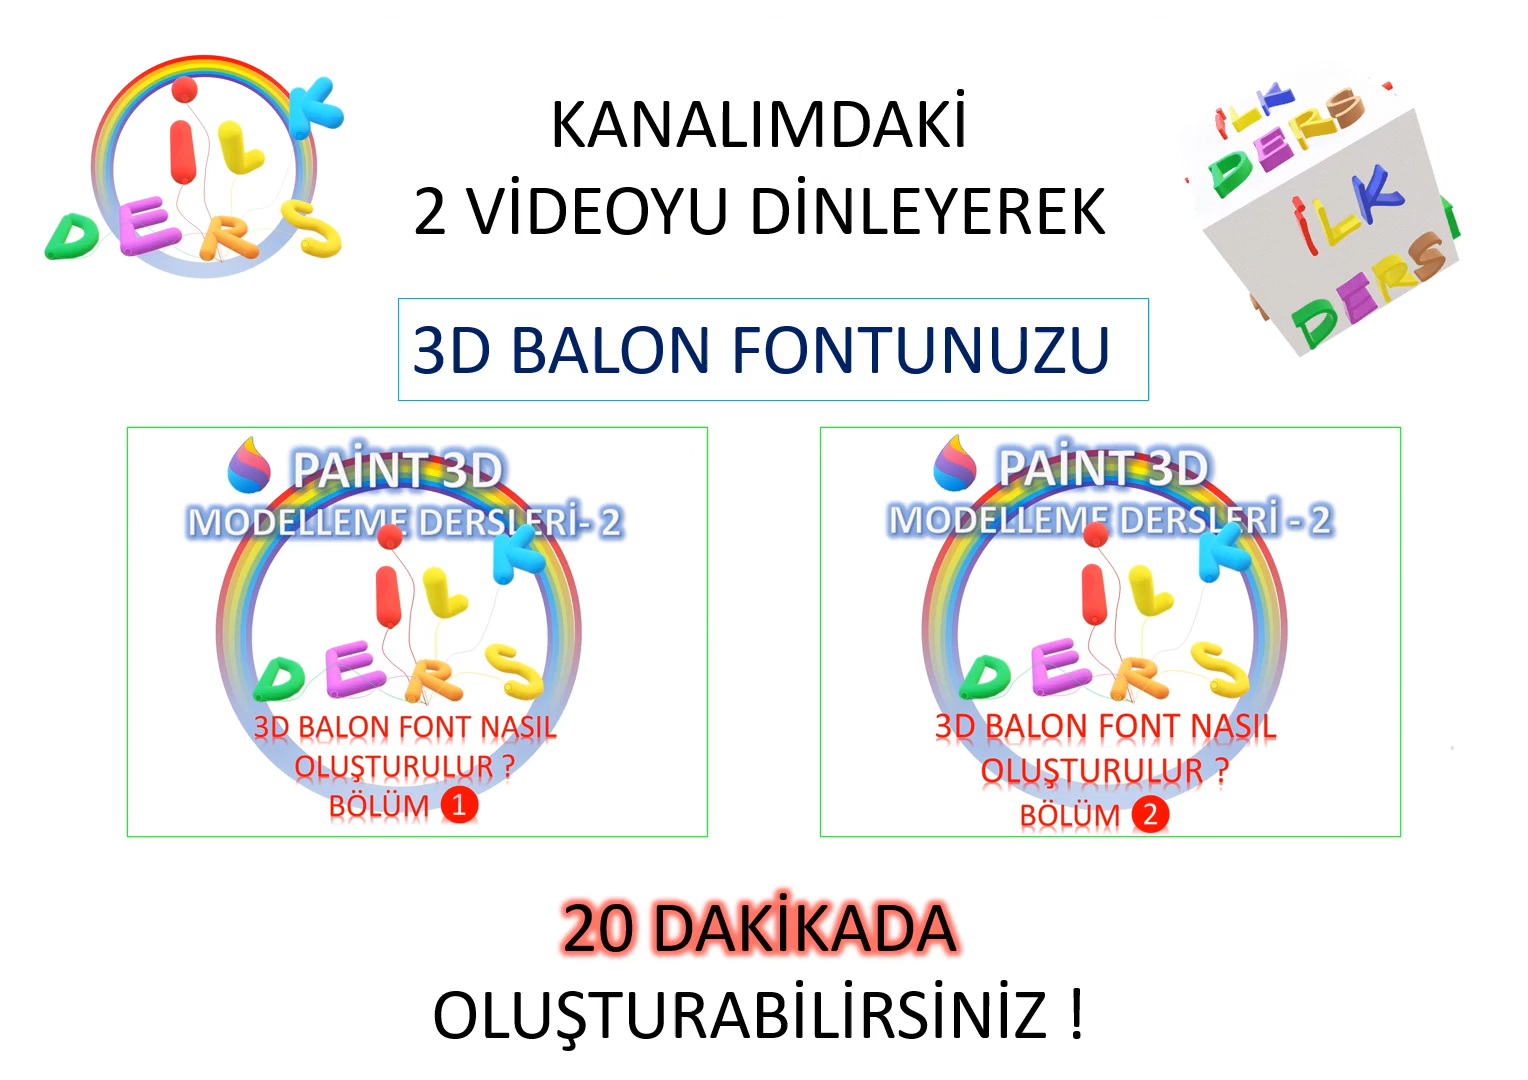 İLK
DERS
KANALIMDAKİ
2 VİDEOYU DİNLEYEREK
İLK
DERS
İLK
DERS
3D BALON FONTUNUZU
PAİNT 3D
MODELLEME DERSLERİ- 2
İLK
DERS
3D BALON FONT NASIL
OLUŞTURULUR ?
BÖLÜM 1
PAİNT 3D
MODELLEME DERSLERİ - 2
İLK
DERS
3D BALON FONT NASIL
OLUŞTURULUR ?
BÖLÜM 2
20 DAKİKADA
OLUŞTURABİLİRSİNİZ !